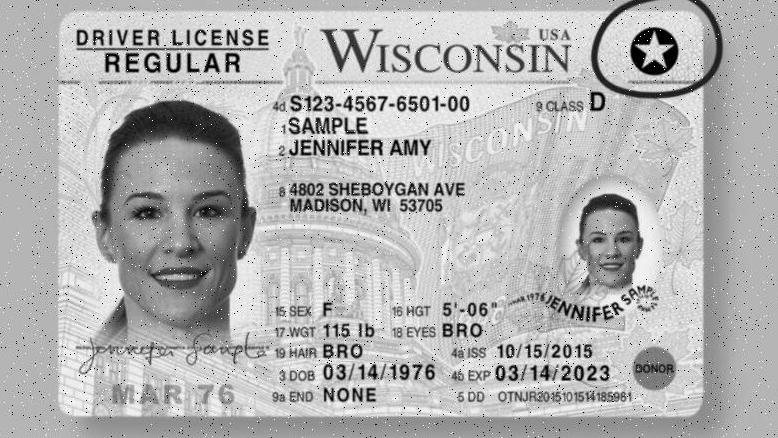 DRIVER LICENSE
REGULAR
WISCONSIN USA
4d S123-4567-6501-00 9 CLASS D
1 SAMPLE
2 JENNIFER AMY
8 4802 SHEBOYGAN AVE
MADISON, WI 53705
WISCONSIN
15 SEX F 16 HGT 5'-06"
17 WGT 115 lb 18 EYES BRO
19 HAIR BRO 4a ISS 10/15/2015
3 DOB 03/14/1976 4b EXP 03/14/2023
9a END NONE 5 DD OTNJR2015101514185981
JENNIFER SAMPLE
Jennifer Sample
MAR 76
DONOR